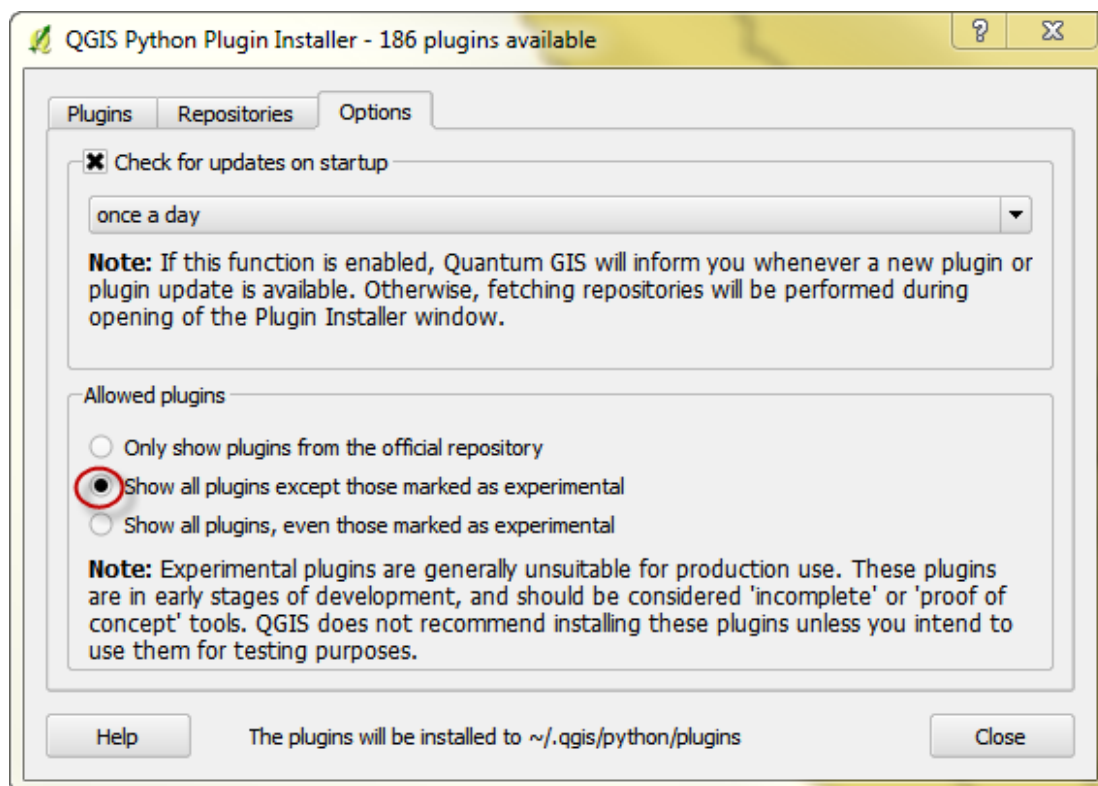 QGIS Python Plugin Installer - 186 plugins available
Plugins
Repositories
Options
Check for updates on startup
once a day
Note: If this function is enabled, Quantum GIS will inform you whenever a new plugin or
plugin update is available. Otherwise, fetching repositories will be performed during
opening of the Plugin Installer window.
Allowed plugins
Only show plugins from the official repository
Show all plugins except those marked as experimental
Show all plugins, even those marked as experimental
Note: Experimental plugins are generally unsuitable for production use. These plugins
are in early stages of development, and should be considered 'incomplete' or 'proof of
concept' tools. QGIS does not recommend installing these plugins unless you intend to
use them for testing purposes.
Help
The plugins will be installed to ~/.qgis/python/plugins
Close